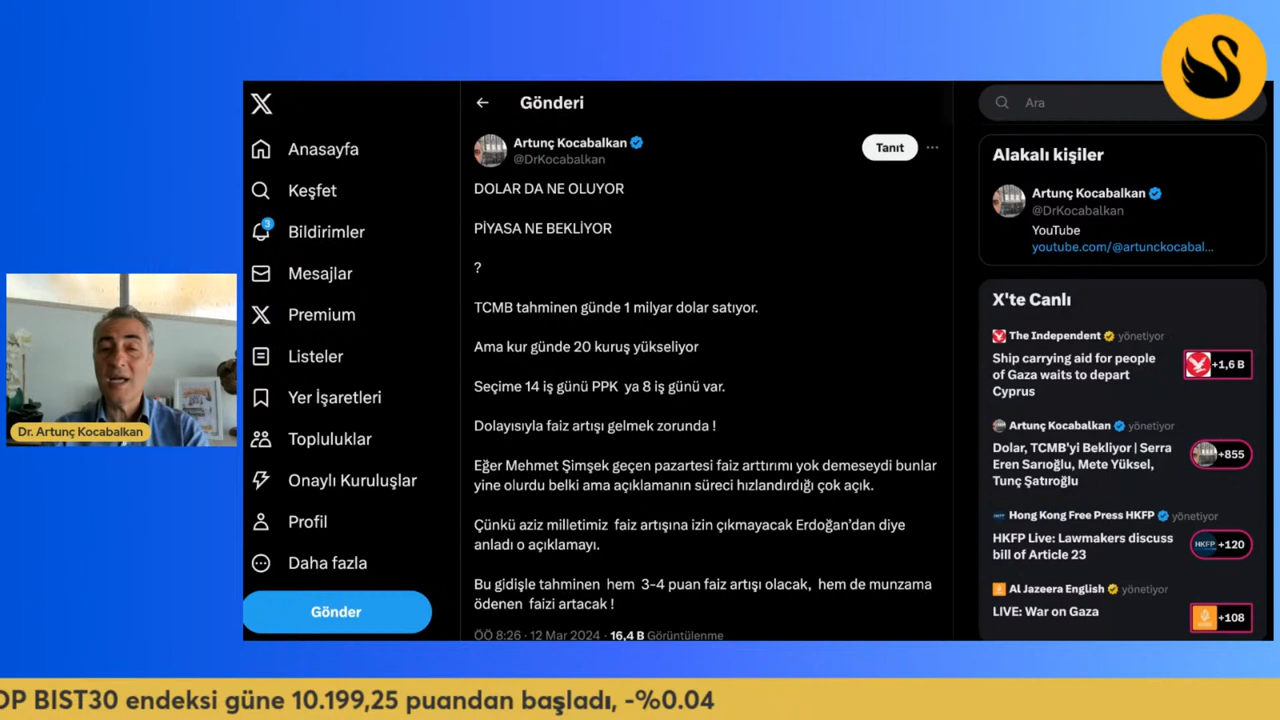 Gönderi
Ara
Artunç Kocabalkan
@DrKocabalkan
Tanıt
DOLAR DA NE OLUYOR
PİYASA NE BEKLİYOR
?
TCMB tahminen günde 1 milyar dolar satıyor.
Ama kur günde 20 kuruş yükseliyor
Seçime 14 iş günü PPK ya 8 iş günü var.
Dolayısıyla faiz artışı gelmek zorunda !
Eğer Mehmet Şimşek geçen pazartesi faiz arttırımı yok demeseydi bunlar
yine olurdu belki ama açıklamanın süreci hızlandırdığı çok açık.
Çünkü aziz milletimiz faiz artışına izin çıkmayacak Erdoğan’dan diye
anladı o açıklamayı.
Bu gidişle tahminen hem 3-4 puan faiz artışı olacak, hem de munzama
ödenen faizi artacak !
ÖÖ 8:26 · 12 Mar 2024 · 16,4 B Görüntülenme
Anasayfa
Keşfet
3
Bildirimler
Mesajlar
Premium
Listeler
Yer İşaretleri
Topluluklar
Onaylı Kuruluşlar
Profil
Daha fazla
Gönder
Alakalı kişiler
Artunç Kocabalkan
@DrKocabalkan
YouTube
youtube.com/@artunckocabal...
X'te Canlı
The Independent yönetiyor
Ship carrying aid for people
of Gaza waits to depart
Cyprus
+1,6 B
Artunç Kocabalkan yönetiyor
Dolar, TCMB'yi Bekliyor | Serra
Eren Sarıoğlu, Mete Yüksel,
Tunç Şatıroğlu
+855
Hong Kong Free Press HKFP yönetiyor
HKFP Live: Lawmakers discuss
bill of Article 23
HKFP +120
Al Jazeera English yönetiyor
LIVE: War on Gaza
+108
Dr. Artunç Kocabalkan
OP BIST30 endeksi güne 10.199,25 puandan başladı, -%0.04